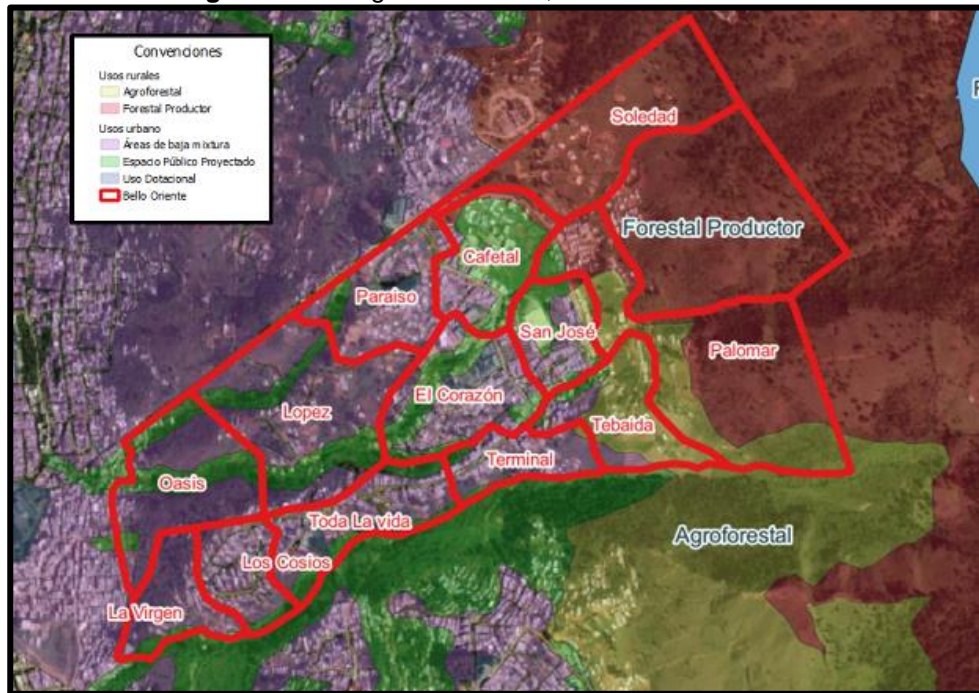 Convenciones
Usos rurales
Agroforestal
Forestal Productor
Usos urbano
Áreas de baja mixtura
Espacio Público Proyectado
Uso Dotacional
Bello Oriente
Soledad
Forestal Productor
Cafetal
Paraiso
San José
Palomar
El Corazón
Lopez
Tebaida
Terminal
Oasis
Toda La vida
Agroforestal
Los Cosios
La Virgen